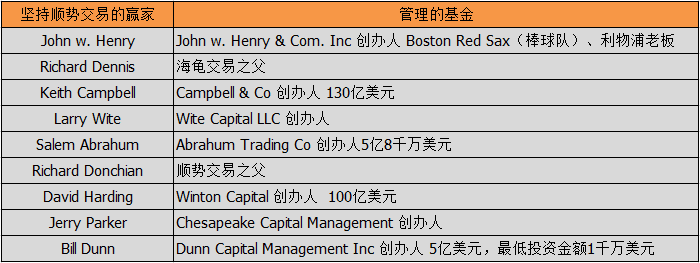 坚持顺势交易的赢家 管理的基金
John w. Henry John w. Henry & Com. Inc 创办人 Boston Red Sax（棒球队）、利物浦老板
Richard Dennis 海龟交易之父
Keith Campbell Campbell & Co 创办人 130亿美元
Larry Wite Wite Capital LLC 创办人
Salem Abrahum Abrahum Trading Co 创办人5亿8千万美元
Richard Donchian 顺势交易之父
David Harding Winton Capital 创办人 100亿美元
Jerry Parker Chesapeake Capital Management 创办人
Bill Dunn Dunn Capital Management Inc 创办人 5亿美元，最低投资金额1千万美元